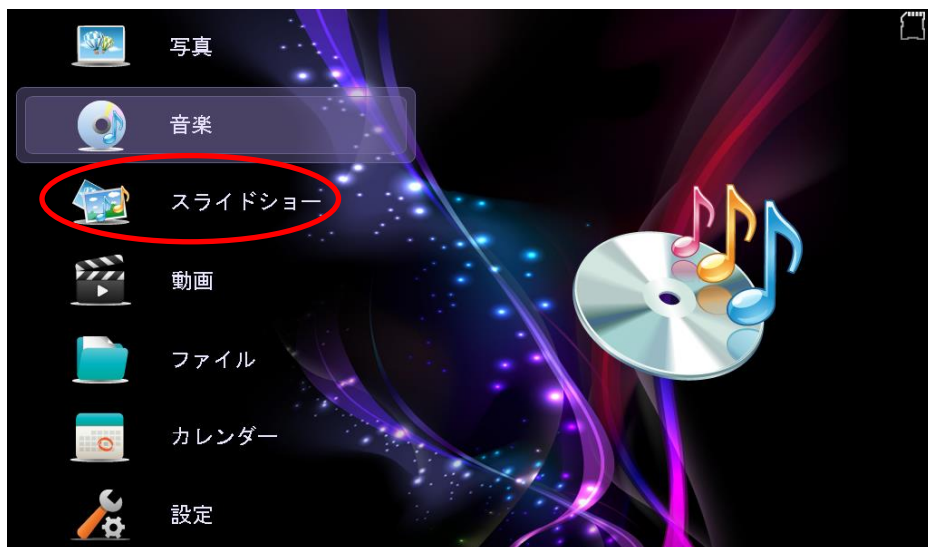 写真
音楽
スライドショー
動画
ファイル
カレンダー
設定